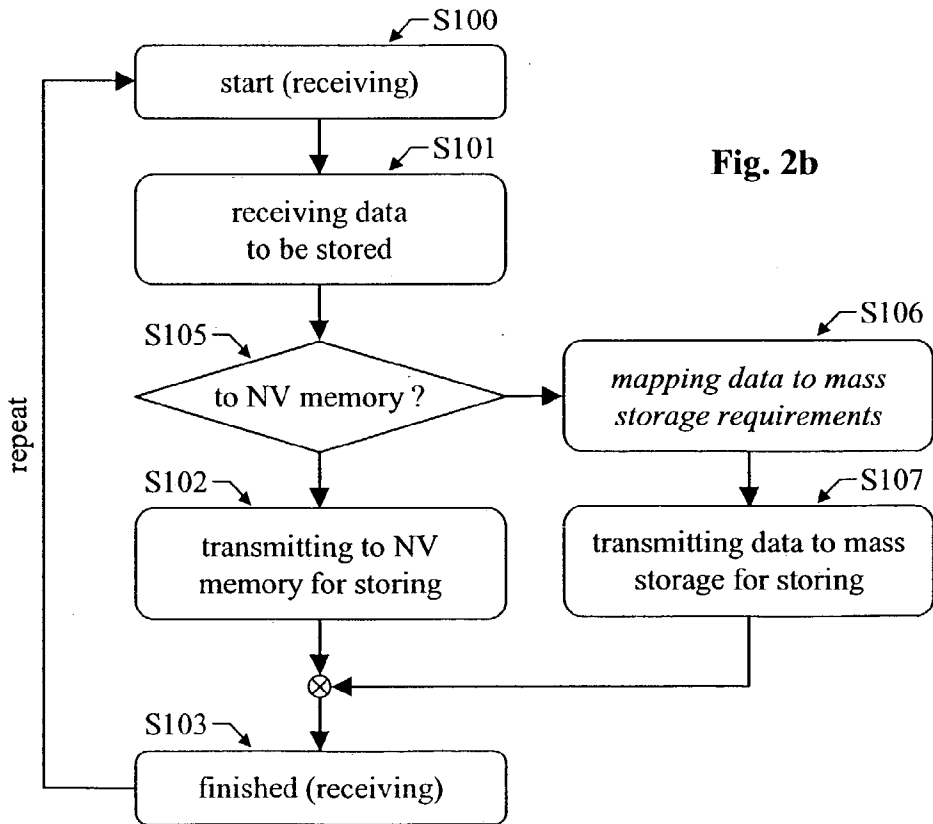 S100
start (receiving)
S101
Fig. 2b
receiving data
to be stored
S105
to NV memory ?
S106
mapping data to mass
storage requirements
repeat
S102
transmitting to NV
memory for storing
S107
transmitting data to mass
storage for storing
S103
finished (receiving)